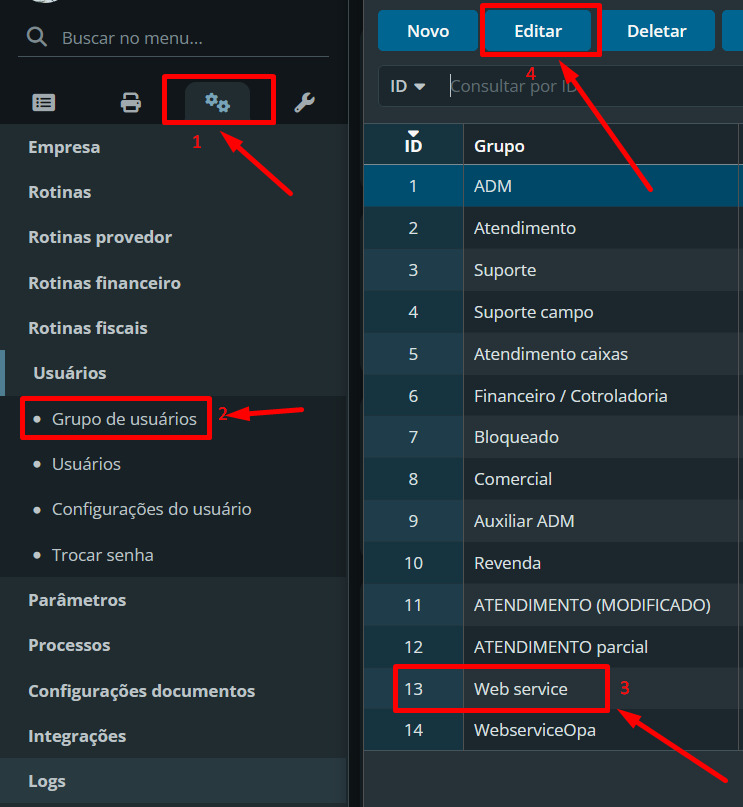 Buscar no menu...
1
Empresa
Rotinas
Rotinas provedor
Rotinas financeiro
Rotinas fiscais
Usuários
Grupo de usuários
2
Usuários
Configurações do usuário
Trocar senha
Parâmetros
Processos
Configurações documentos
Integrações
Logs
Novo Editar Deletar
4
ID Consultar por ID
ID Grupo
1 ADM
2 Atendimento
3 Suporte
4 Suporte campo
5 Atendimento caixas
6 Financeiro / Cotroladoria
7 Bloqueado
8 Comercial
9 Auxiliar ADM
10 Revenda
11 ATENDIMENTO (MODIFICADO)
12 ATENDIMENTO parcial
13 Web service 3
14 WebserviceOpa